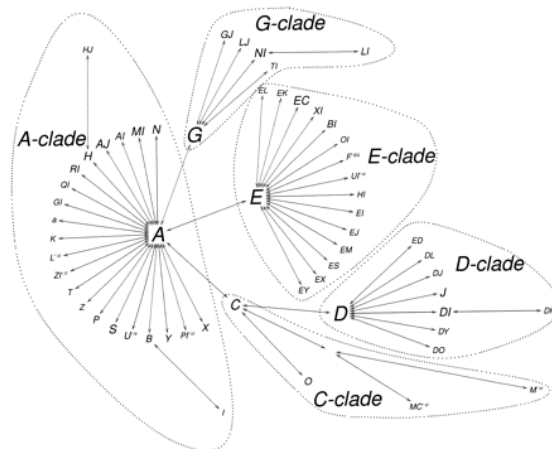 G-clade
GJ
LJ
NI
LI
TI
G
HJ
A-clade
H
AJ
AI
MI
N
RI
QI
GI
a
K
T
Z
P
S
B
Y
X
I
A
EL
EK
EC
XI
BI
OI
E-clade
HI
EI
EJ
EM
ES
EX
EY
E
D-clade
ED
DL
DJ
J
DI
DY
DO
D
C
O
C-clade